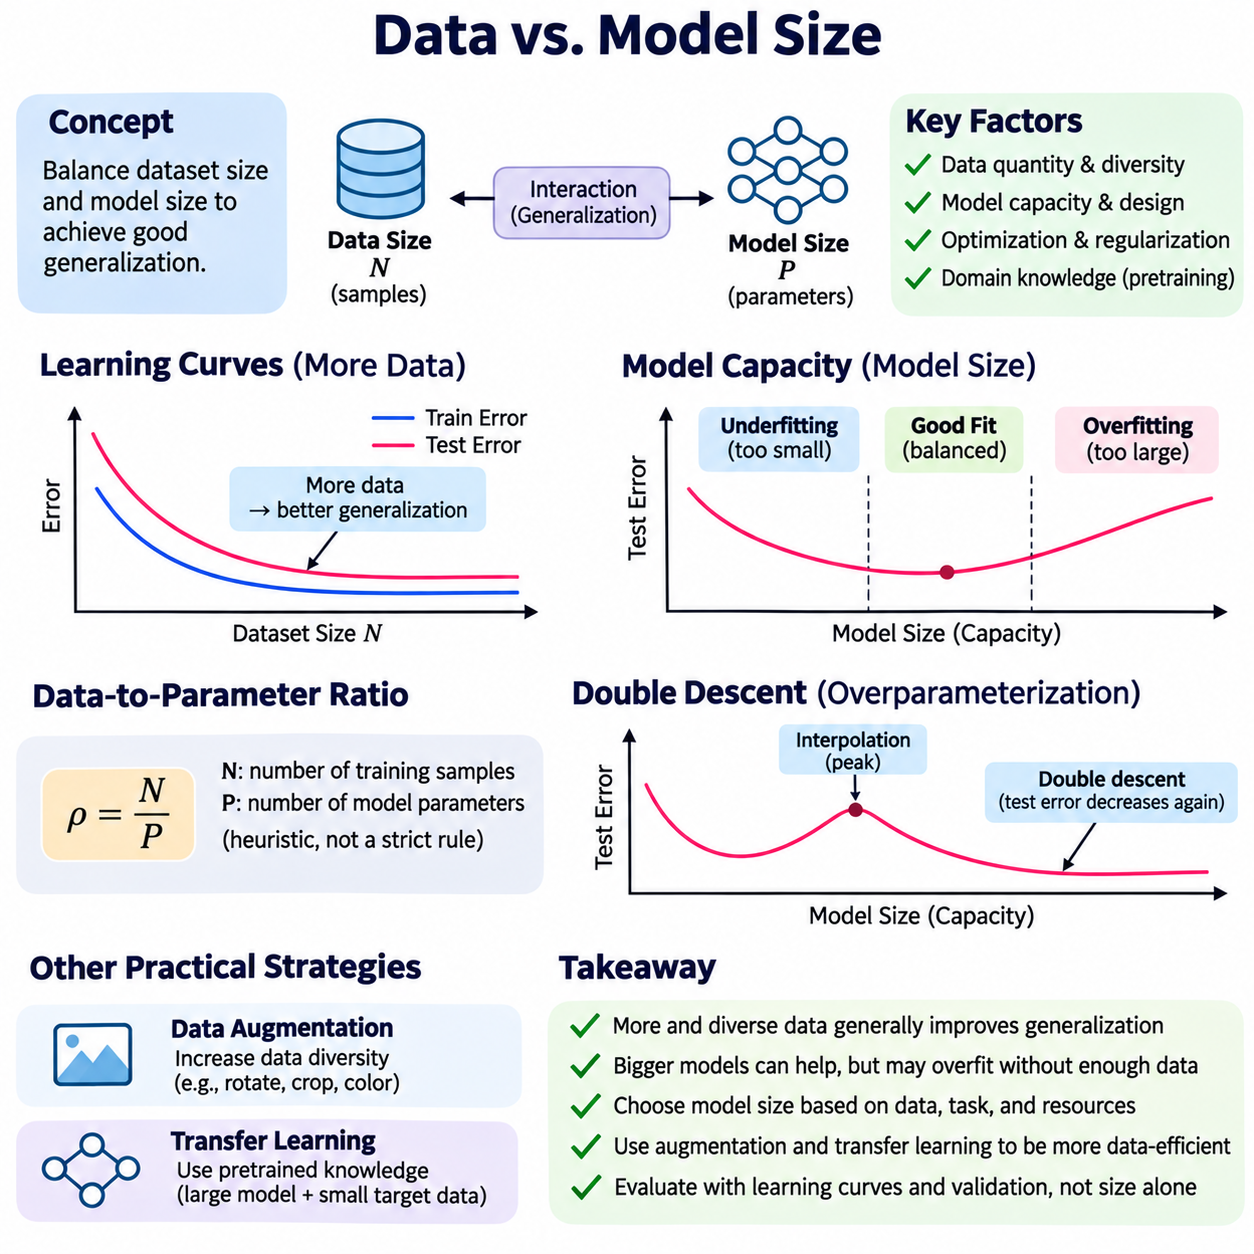 Data vs. Model Size
Concept
Balance dataset size
and model size to
achieve good
generalization.
Data Size
N
(samples)
Interaction
(Generalization)
Model Size
P
(parameters)
Key Factors
Data quantity & diversity
Model capacity & design
Optimization & regularization
Domain knowledge (pretraining)
Learning Curves (More Data)
Train Error
Test Error
More data
→ better generalization
Error
Dataset Size N
Model Capacity (Model Size)
Underfitting
(too small)
Good Fit
(balanced)
Overfitting
(too large)
Test Error
Model Size (Capacity)
Data-to-Parameter Ratio
ρ = N / P
N: number of training samples
P: number of model parameters
(heuristic, not a strict rule)
Double Descent (Overparameterization)
Interpolation
(peak)
Double descent
(test error decreases again)
Test Error
Model Size (Capacity)
Other Practical Strategies
Data Augmentation
Increase data diversity
(e.g., rotate, crop, color)
Transfer Learning
Use pretrained knowledge
(large model + small target data)
Takeaway
More and diverse data generally improves generalization
Bigger models can help, but may overfit without enough data
Choose model size based on data, task, and resources
Use augmentation and transfer learning to be more data-efficient
Evaluate with learning curves and validation, not size alone